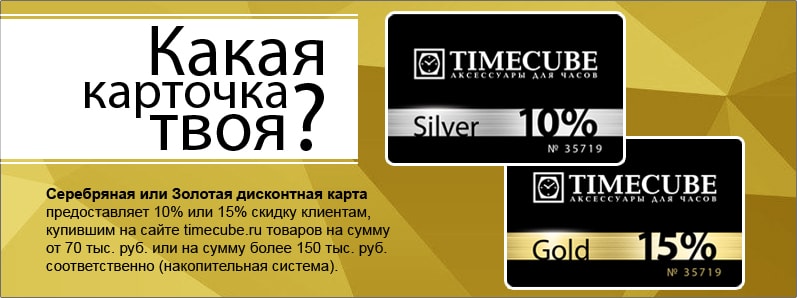 Какая
карточка
твоя?
TIMECUBE
АКСЕССУАРЫ ДЛЯ ЧАСОВ
Silver 10%
№ 35719
TIMECUBE
АКСЕССУАРЫ ДЛЯ ЧАСОВ
Gold 15%
№ 35719
Серебряная или Золотая дисконтная карта
предоставляет 10% или 15% скидку клиентам,
купившим на сайте timecube.ru товаров на сумму
от 70 тыс. руб. или на сумму более 150 тыс. руб.
соответственно (накопительная система).